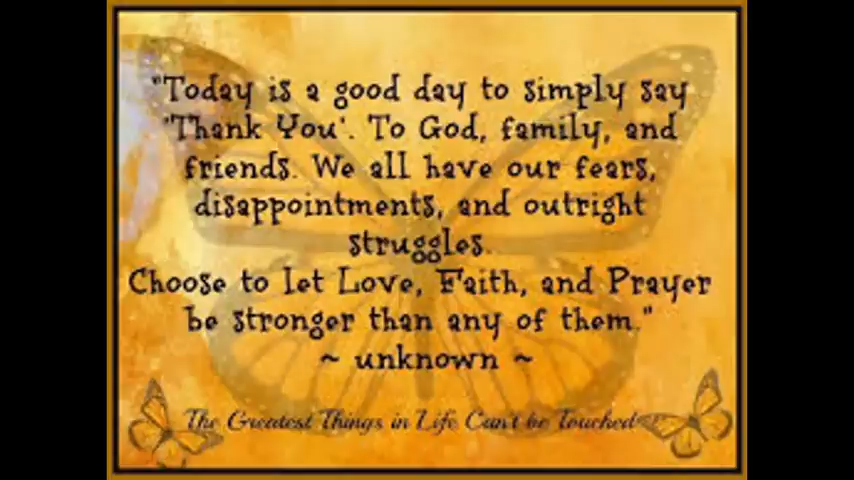 "Today is a good day to simply say
'Thank You'. To God, family, and
friends. We all have our fears,
disappointments, and outright
struggles.
Choose to let Love, Faith, and Prayer
be stronger than any of them."
~ unknown ~
The Greatest Things in Life Can't be Touched